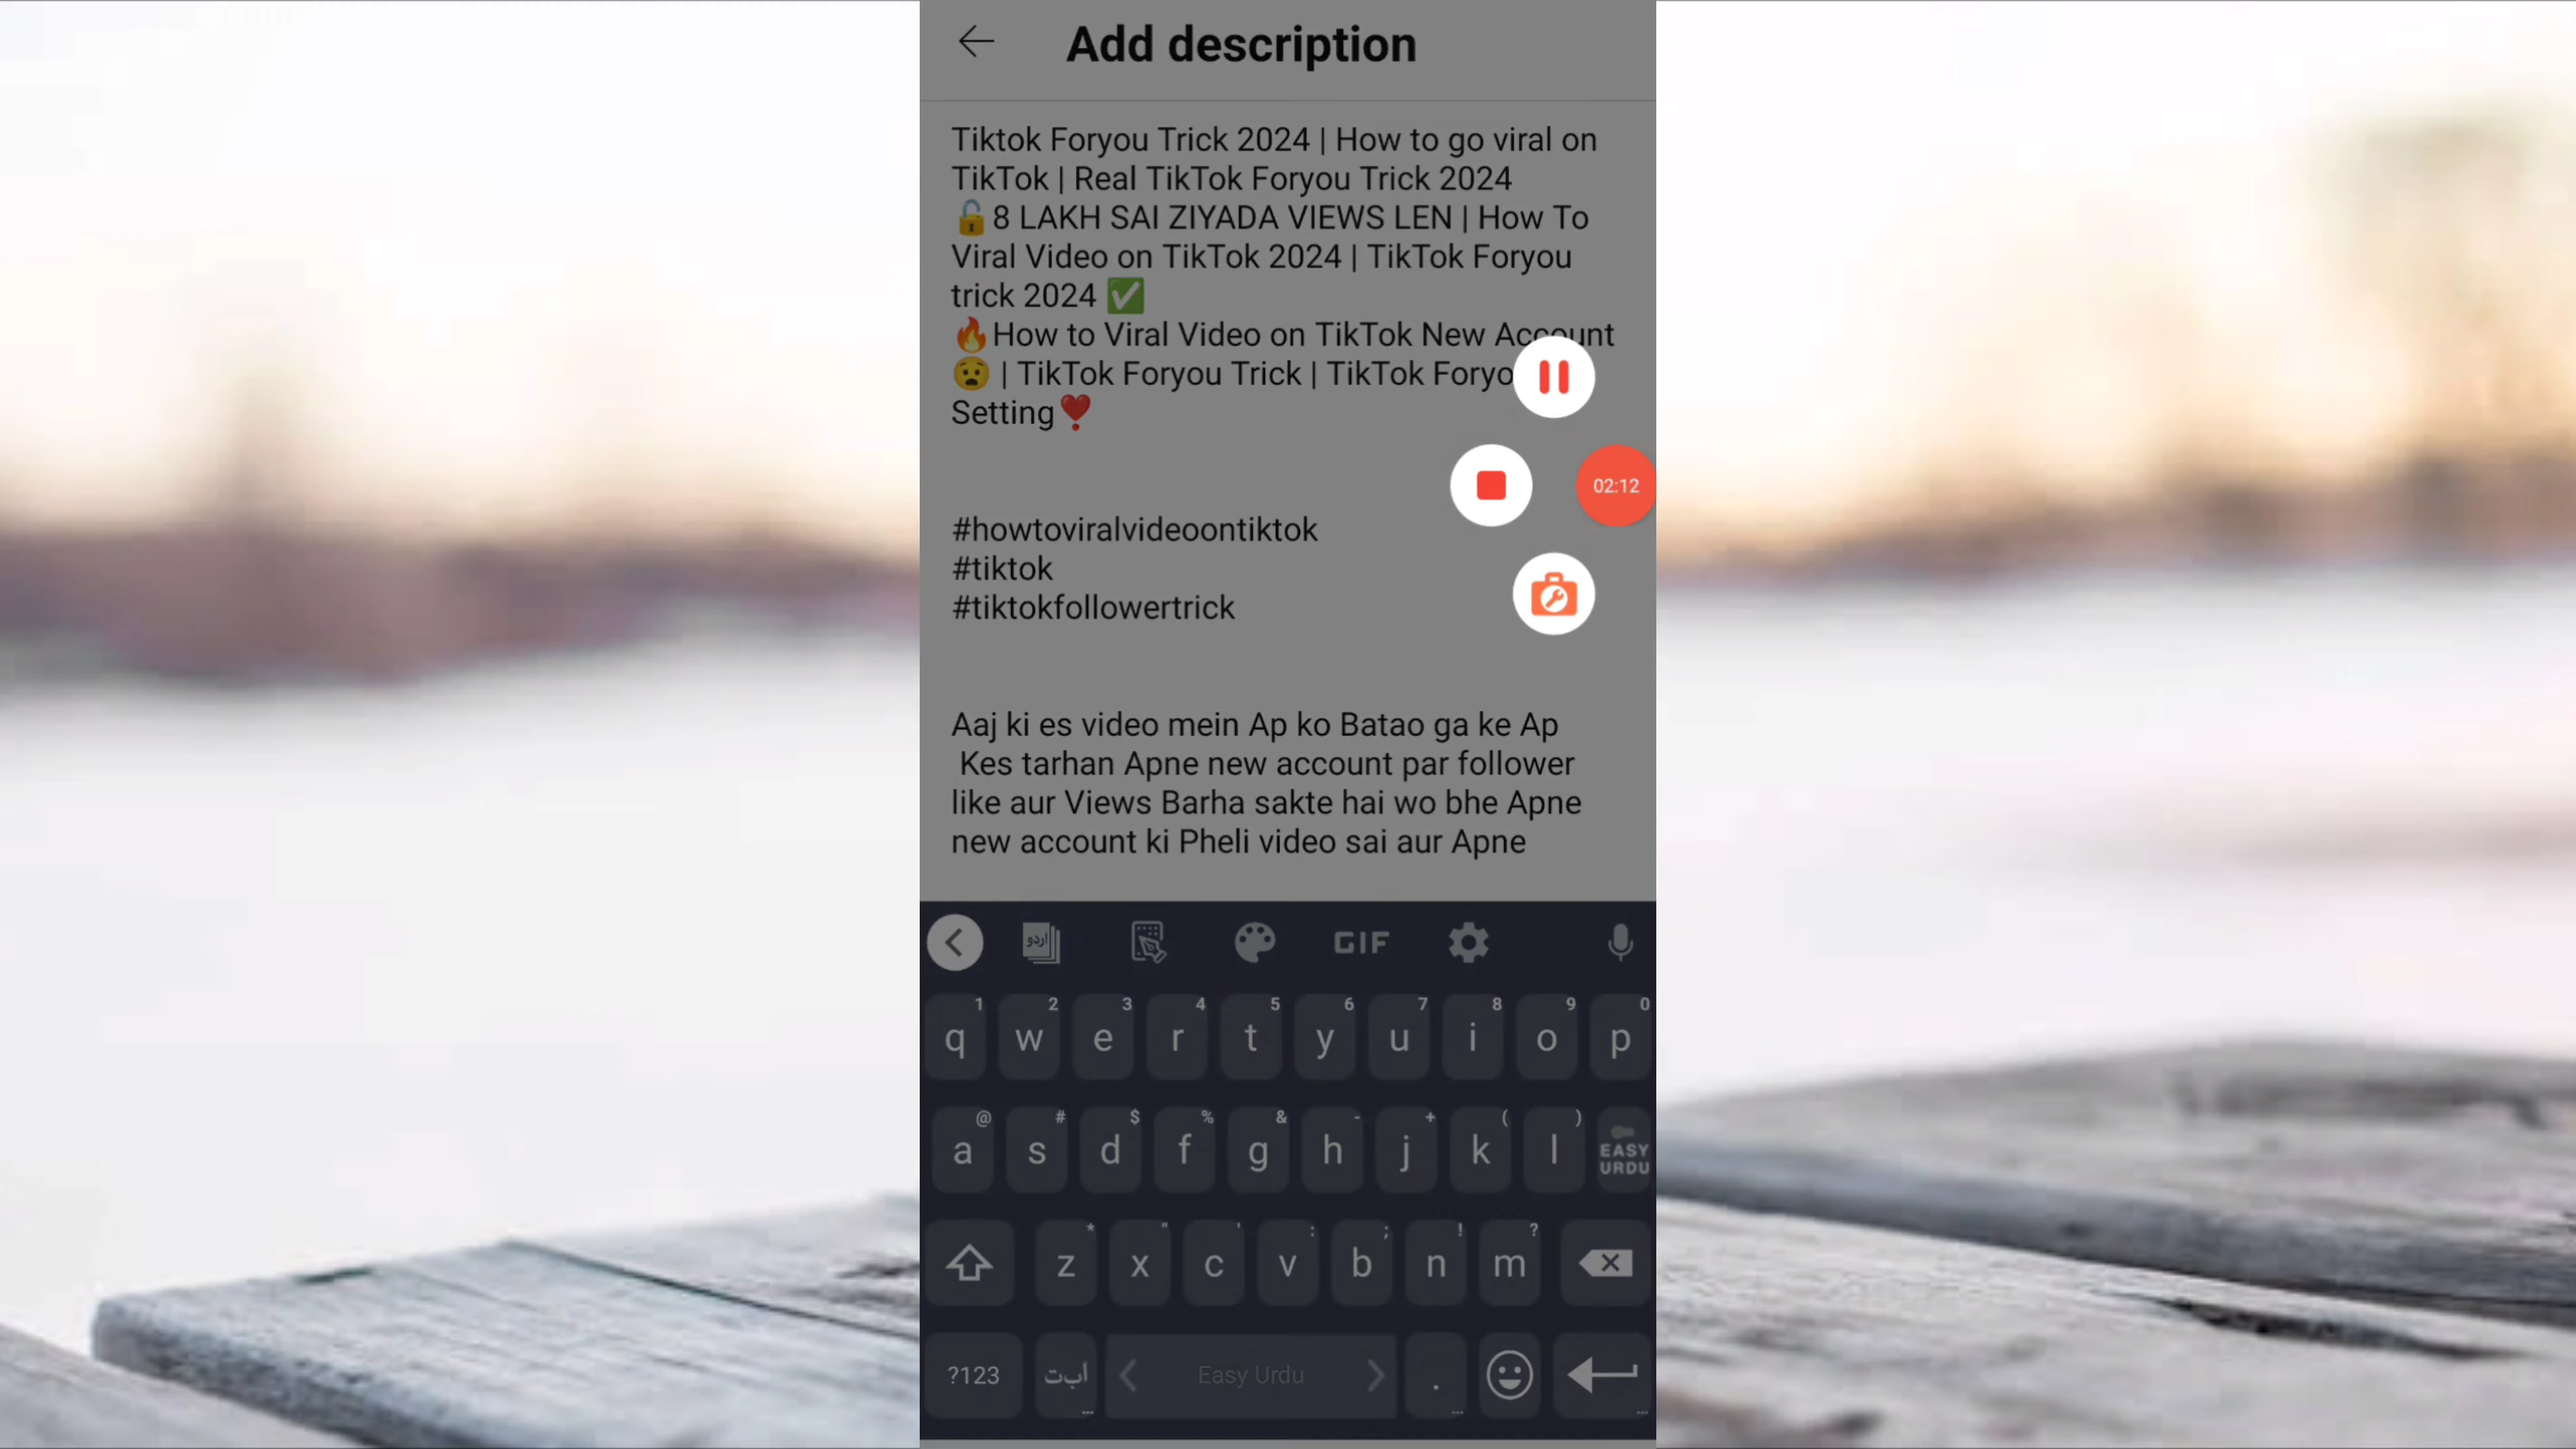 Add description
Tiktok Foryou Trick 2024 | How to go viral on
TikTok | Real TikTok Foryou Trick 2024
🔓8 LAKH SAI ZIYADA VIEWS LEN | How To
Viral Video on TikTok 2024 | TikTok Foryou
trick 2024 ✅
🔥How to Viral Video on TikTok New Account
😧 | TikTok Foryou Trick | TikTok Foryo
Setting❣️
02:12
#howtoviralvideoontiktok
#tiktok
#tiktokfollowertrick
Aaj ki es video mein Ap ko Batao ga ke Ap
Kes tarhan Apne new account par follower
like aur Views Barha sakte hai wo bhe Apne
new account ki Pheli video sai aur Apne
اردو GIF
1 2 3 4 5 6 7 8 9 0
q w e r t y u i o p
@ # $ % & - + ( )
a s d f g h j k l EASY URDU
* " ' : ; ! ?
z x c v b n m
?123 اب‌ت Easy Urdu .